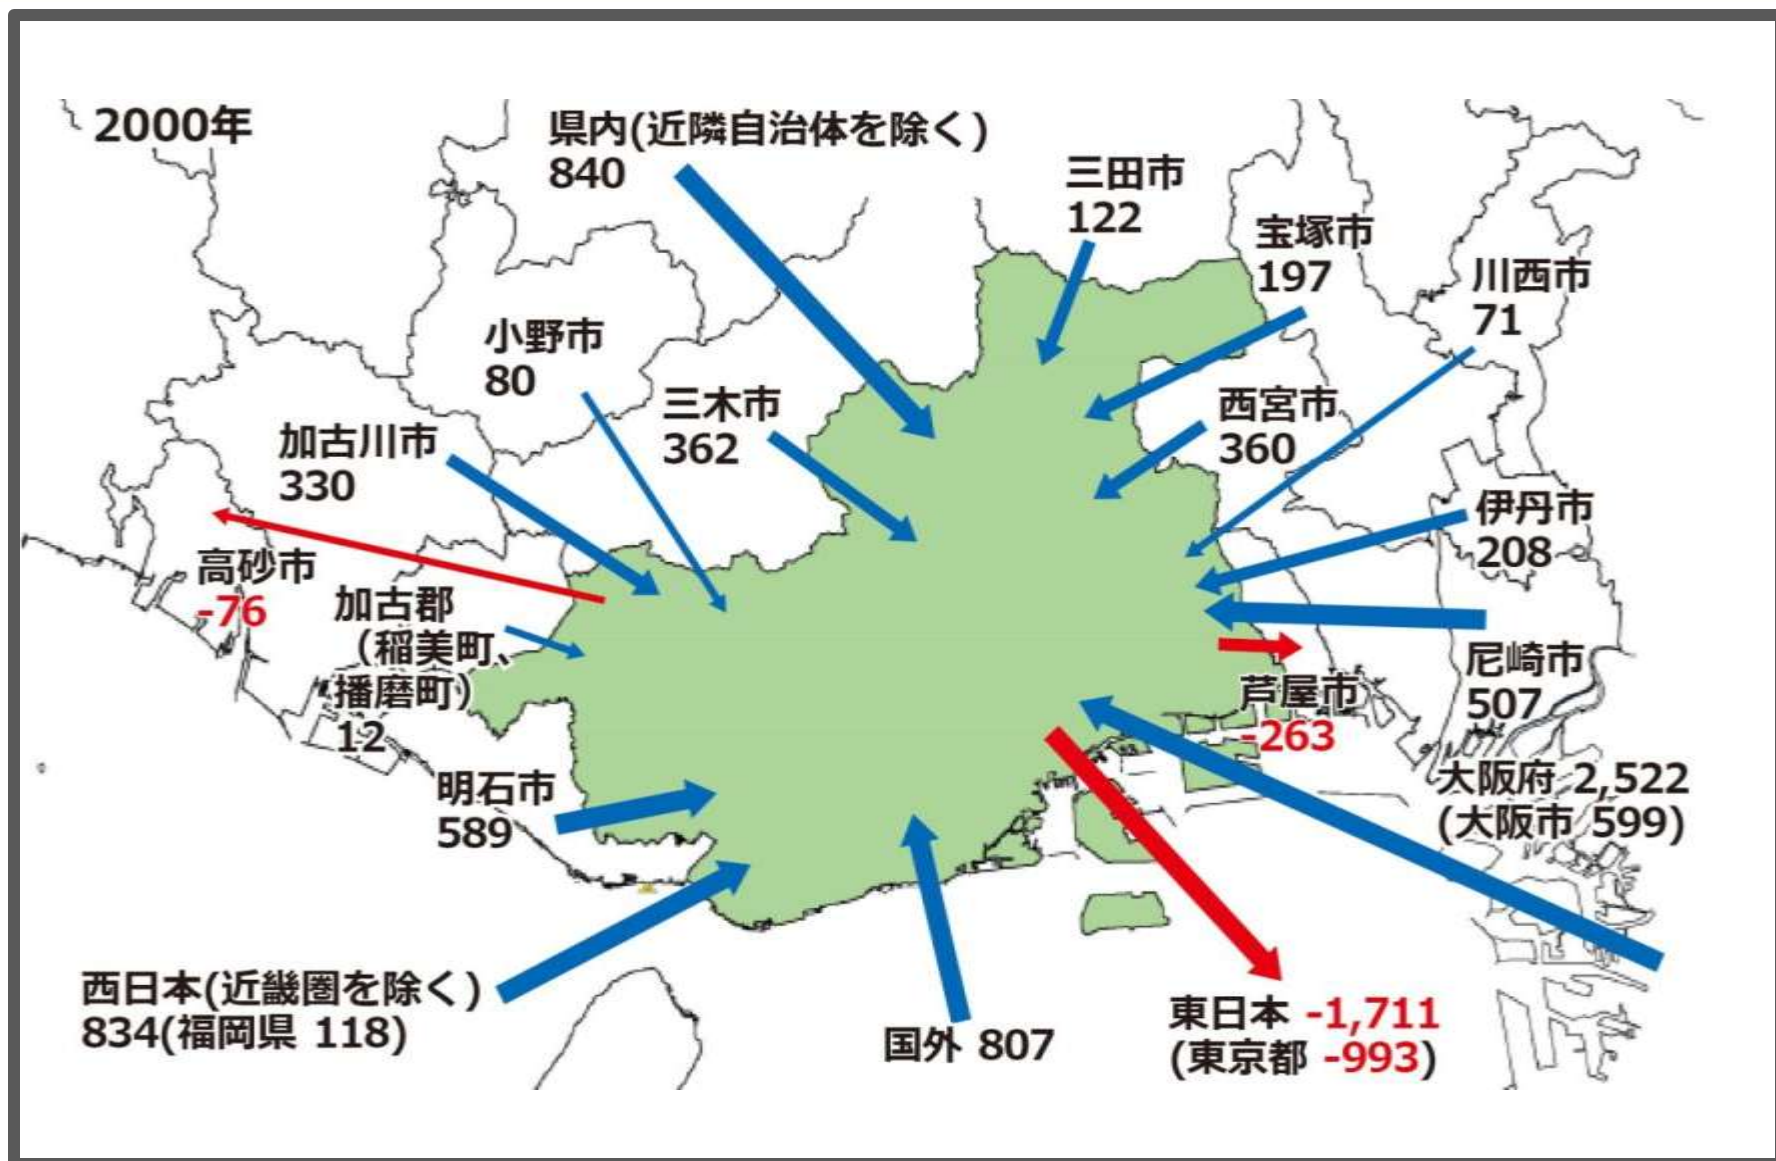 2000年
県内(近隣自治体を除く)
840
三田市
122
宝塚市
197
川西市
71
小野市
80
三木市
362
西宮市
360
加古川市
330
伊丹市
208
高砂市
-76
加古郡
（稲美町、
播磨町）
12
尼崎市
507
芦屋市
-263
明石市
589
大阪府 2,522
(大阪市 599)
西日本(近畿圏を除く)
834(福岡県 118)
国外 807
東日本 -1,711
(東京都 -993)